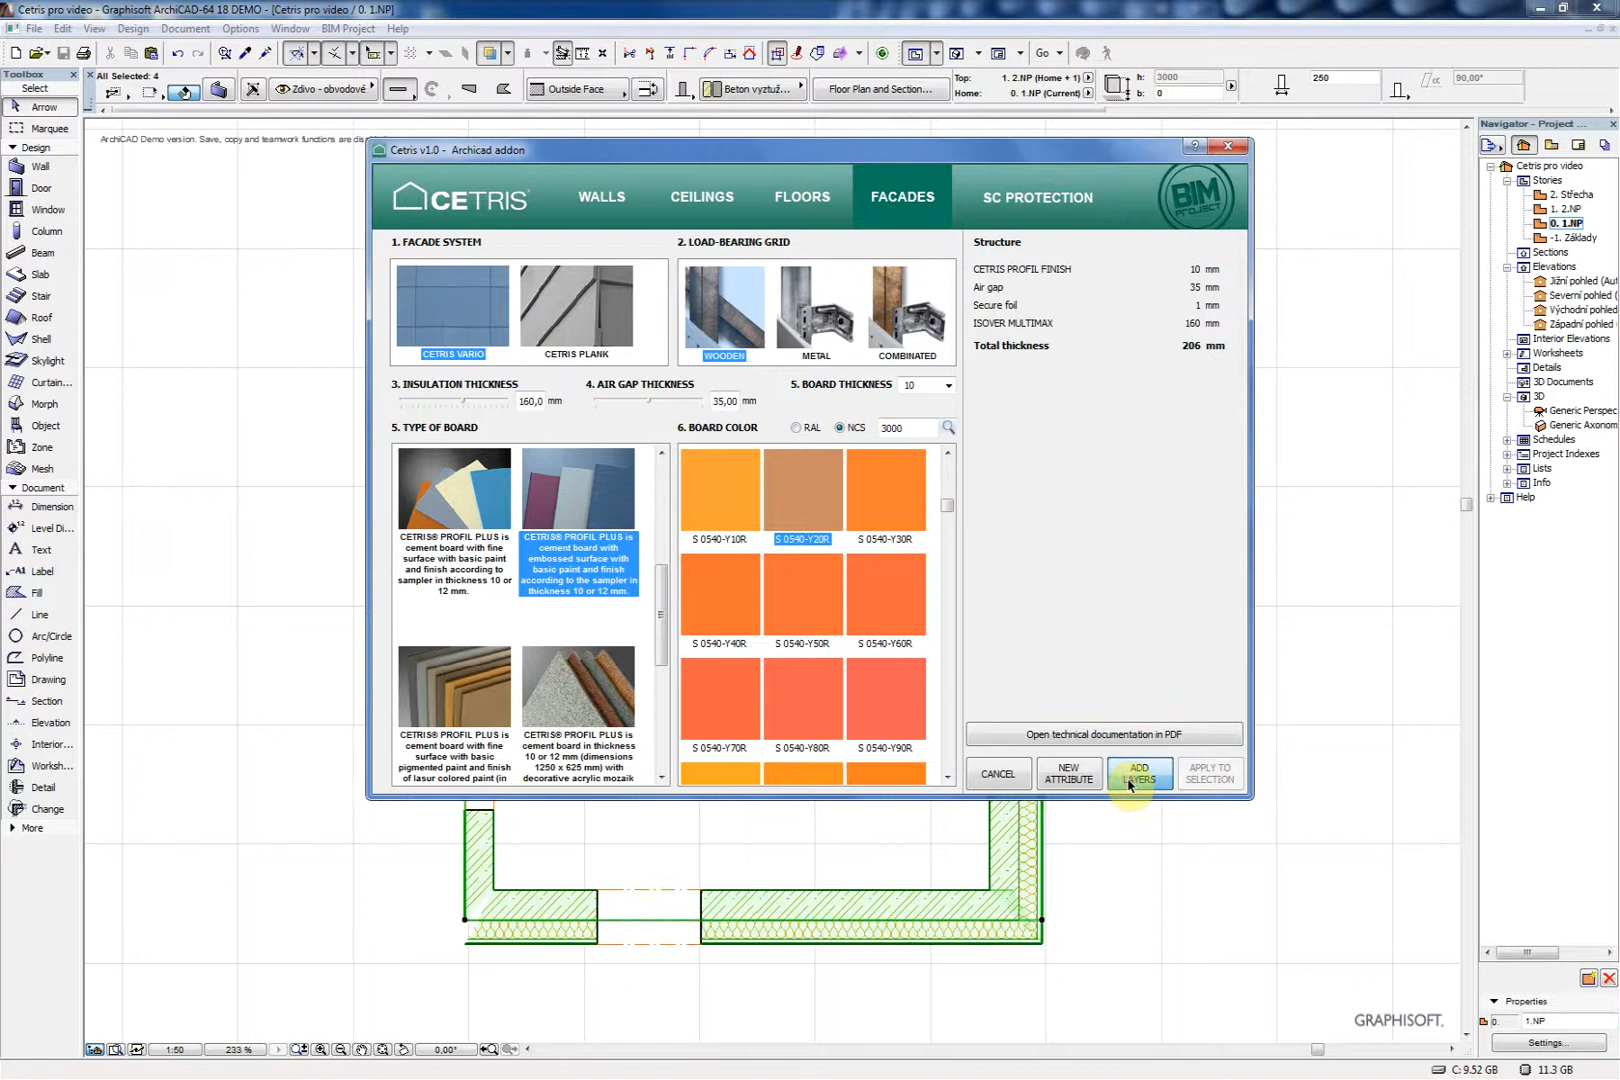 Cetris pro video - Graphisoft ArchiCAD-64 18 DEMO - [Cetris pro video / 0. 1.NP]
File Edit View Design Document Options Window BIM Project Help
Go
Toolbox
Select
Arrow
Marquee
Design
Wall
Door
Window
Column
Beam
Slab
Stair
Roof
Shell
Skylight
Curtain...
Morph
Object
Zone
Mesh
Document
Dimension
Level Di...
Text
Label
Fill
Line
Arc/Circle
Polyline
Drawing
Section
Elevation
Interior...
Worksh...
Detail
Change
More
All Selected: 4
Zdivo - obvodové
Outside Face
Beton vyztuž...
Floor Plan and Section...
Top: 1. 2.NP (Home + 1)
Home: 0. 1.NP (Current)
h: 3000
b: 0
250
90,00°
ArchiCAD Demo version. Save, copy and teamwork functions are dis
Cetris v1.0 - Archicad addon
CETRIS WALLS CEILINGS FLOORS FACADES SC PROTECTION BIM PROJECT
1. FACADE SYSTEM
CETRIS VARIO CETRIS PLANK
2. LOAD-BEARING GRID
WOODEN METAL COMBINATED
3. INSULATION THICKNESS
160,0 mm
4. AIR GAP THICKNESS
35,00 mm
5. BOARD THICKNESS 10
5. TYPE OF BOARD
CETRIS® PROFIL PLUS is
cement board with fine
surface with basic paint
and finish according to
sampler in thickness 10 or
12 mm.
CETRIS® PROFIL PLUS is
cement board with
embossed surface with
basic paint and finish
according to the sampler in
thickness 10 or 12 mm.
CETRIS® PROFIL PLUS is
cement board with fine
surface with basic
pigmented paint and finish
of lasur colored paint (in
CETRIS® PROFIL PLUS is
cement board in thickness
10 or 12 mm (dimensions
1250 x 625 mm) with
decorative acrylic mozaik
6. BOARD COLOR RAL NCS 3000
S 0540-Y10R S 0540-Y20R S 0540-Y30R
S 0540-Y40R S 0540-Y50R S 0540-Y60R
S 0540-Y70R S 0540-Y80R S 0540-Y90R
Structure
CETRIS PROFIL FINISH 10 mm
Air gap 35 mm
Secure foil 1 mm
ISOVER MULTIMAX 160 mm
Total thickness 206 mm
Open technical documentation in PDF
CANCEL
NEW
ATTRIBUTE
ADD
LAYERS
APPLY TO
SELECTION
Navigator - Project ...
Cetris pro video
Stories
2. Střecha
1. 2.NP
0. 1.NP
-1. Základy
Sections
Elevations
Jižní pohled (Aut
Severní pohled (
Východní pohled
Západní pohled
Interior Elevations
Worksheets
Details
3D Documents
3D
Generic Perspec
Generic Axonom
Schedules
Project Indexes
Lists
Info
Help
Properties
0. 1.NP
Settings...
GRAPHISOFT.
1:50 233 % 0,00°
C: 9.52 GB 11.3 GB